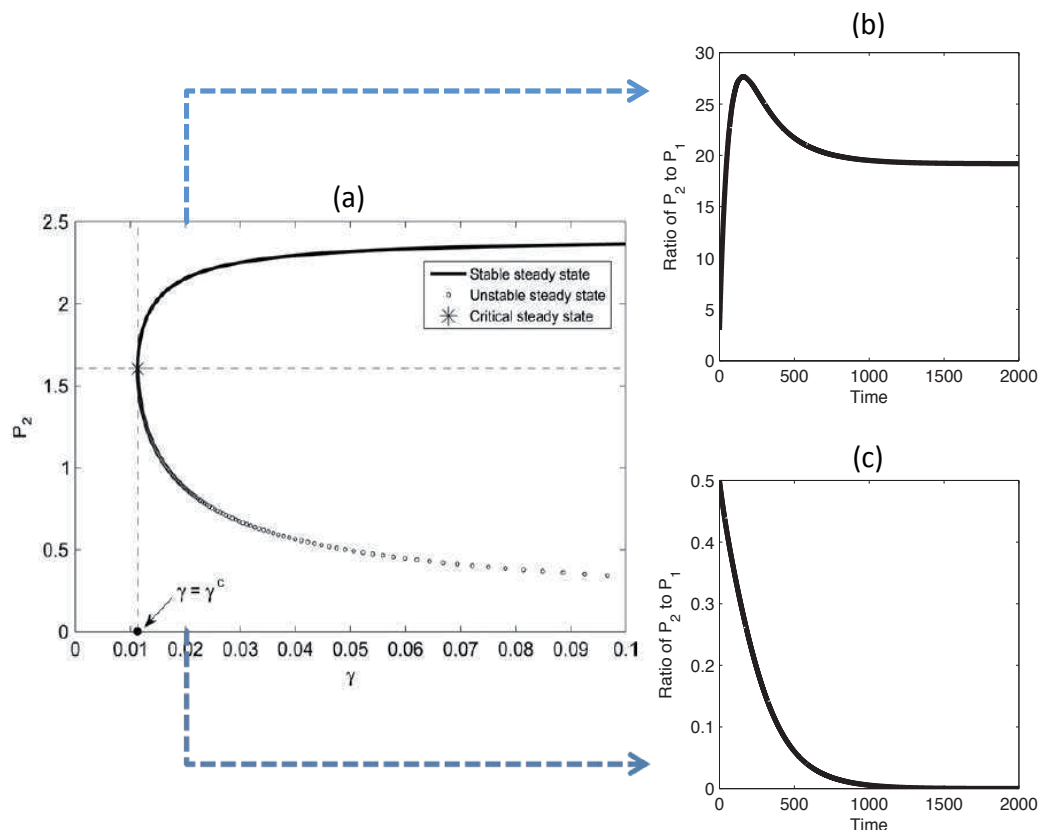 (a)
2.5
2
1.5
1
0.5
0
P2
0 0.01 0.02 0.03 0.04 0.05 0.06 0.07 0.08 0.09 0.1
γ
Stable steady state
Unstable steady state
Critical steady state
γ = γc
(b)
30
25
20
15
10
5
0
Ratio of P2 to P1
0 500 1000 1500 2000
Time
(c)
0.5
0.4
0.3
0.2
0.1
0
Ratio of P2 to P1
0 500 1000 1500 2000
Time